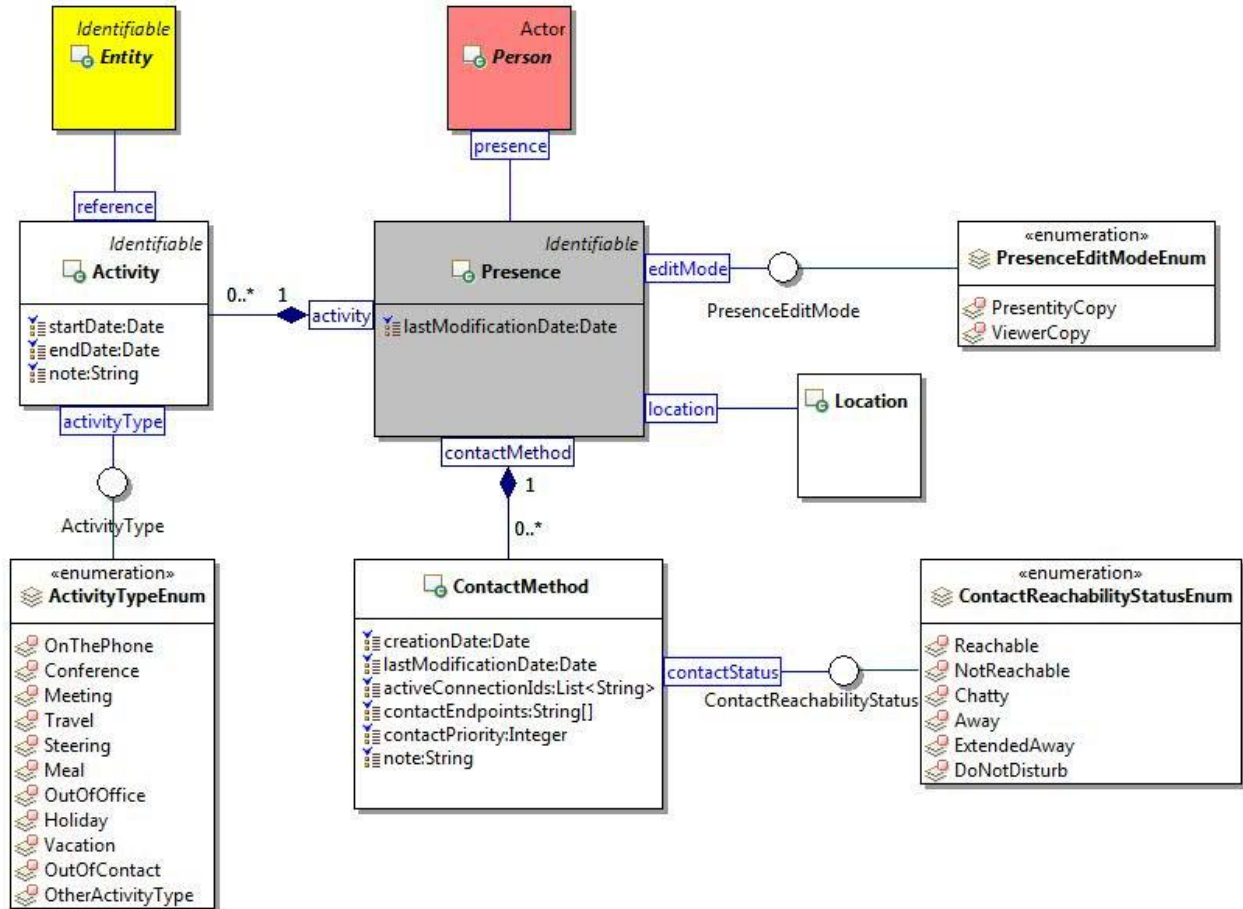 Identifiable
Entity
Actor
Person
presence
reference
Identifiable
Activity
startDate:Date
endDate:Date
note:String
activityType
0..*
1
activity
Identifiable
Presence
lastModificationDate:Date
editMode
PresenceEditMode
«enumeration»
PresenceEditModeEnum
PresentityCopy
ViewerCopy
location
Location
contactMethod
1
0..*
ActivityType
«enumeration»
ActivityTypeEnum
OnThePhone
Conference
Meeting
Travel
Steering
Meal
OutOfOffice
Holiday
Vacation
OutOfContact
OtherActivityType
ContactMethod
creationDate:Date
lastModificationDate:Date
activeConnectionIds:List<String>
contactEndpoints:String[]
contactPriority:Integer
note:String
contactStatus
ContactReachabilityStatus
«enumeration»
ContactReachabilityStatusEnum
Reachable
NotReachable
Chatty
Away
ExtendedAway
DoNotDisturb